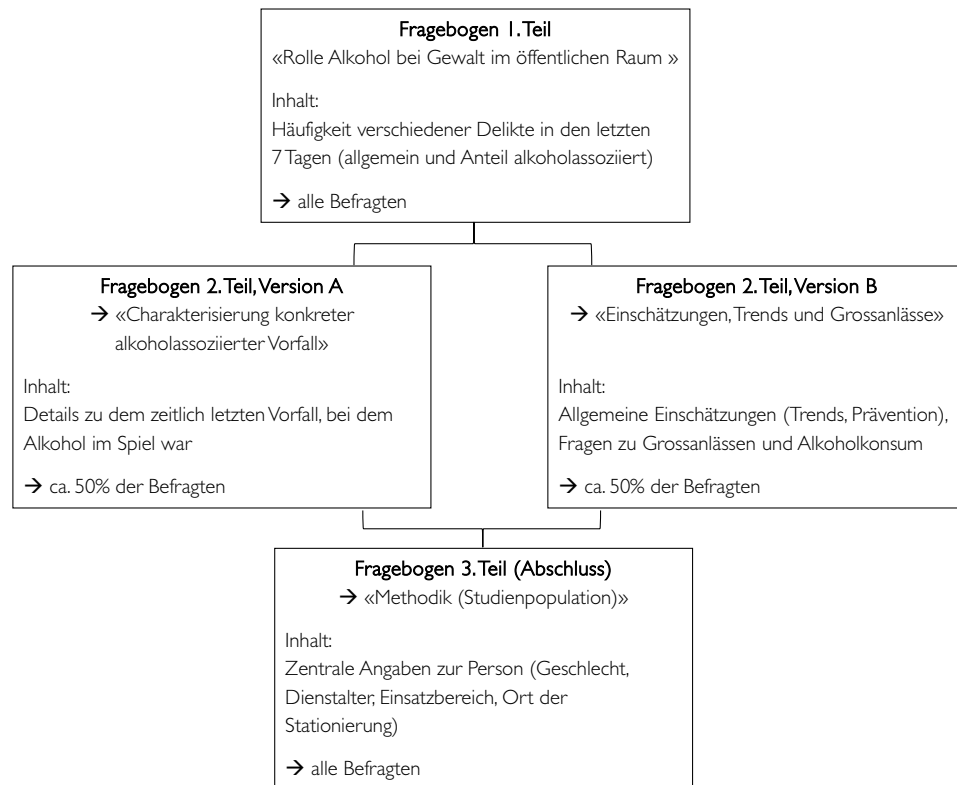 Fragebogen 1. Teil
«Rolle Alkohol bei Gewalt im öffentlichen Raum »
Inhalt:
Häufigkeit verschiedener Delikte in den letzten
7 Tagen (allgemein und Anteil alkoholassoziiert)
→ alle Befragten
Fragebogen 2. Teil, Version A
→ «Charakterisierung konkreter
alkoholassoziierter Vorfall»
Inhalt:
Details zu dem zeitlich letzten Vorfall, bei dem
Alkohol im Spiel war
→ ca. 50% der Befragten
Fragebogen 2. Teil, Version B
→ «Einschätzungen, Trends und Grossanlässe»
Inhalt:
Allgemeine Einschätzungen (Trends, Prävention),
Fragen zu Grossanlässen und Alkoholkonsum
→ ca. 50% der Befragten
Fragebogen 3. Teil (Abschluss)
→ «Methodik (Studienpopulation)»
Inhalt:
Zentrale Angaben zur Person (Geschlecht,
Dienstalter, Einsatzbereich, Ort der
Stationierung)
→ alle Befragten